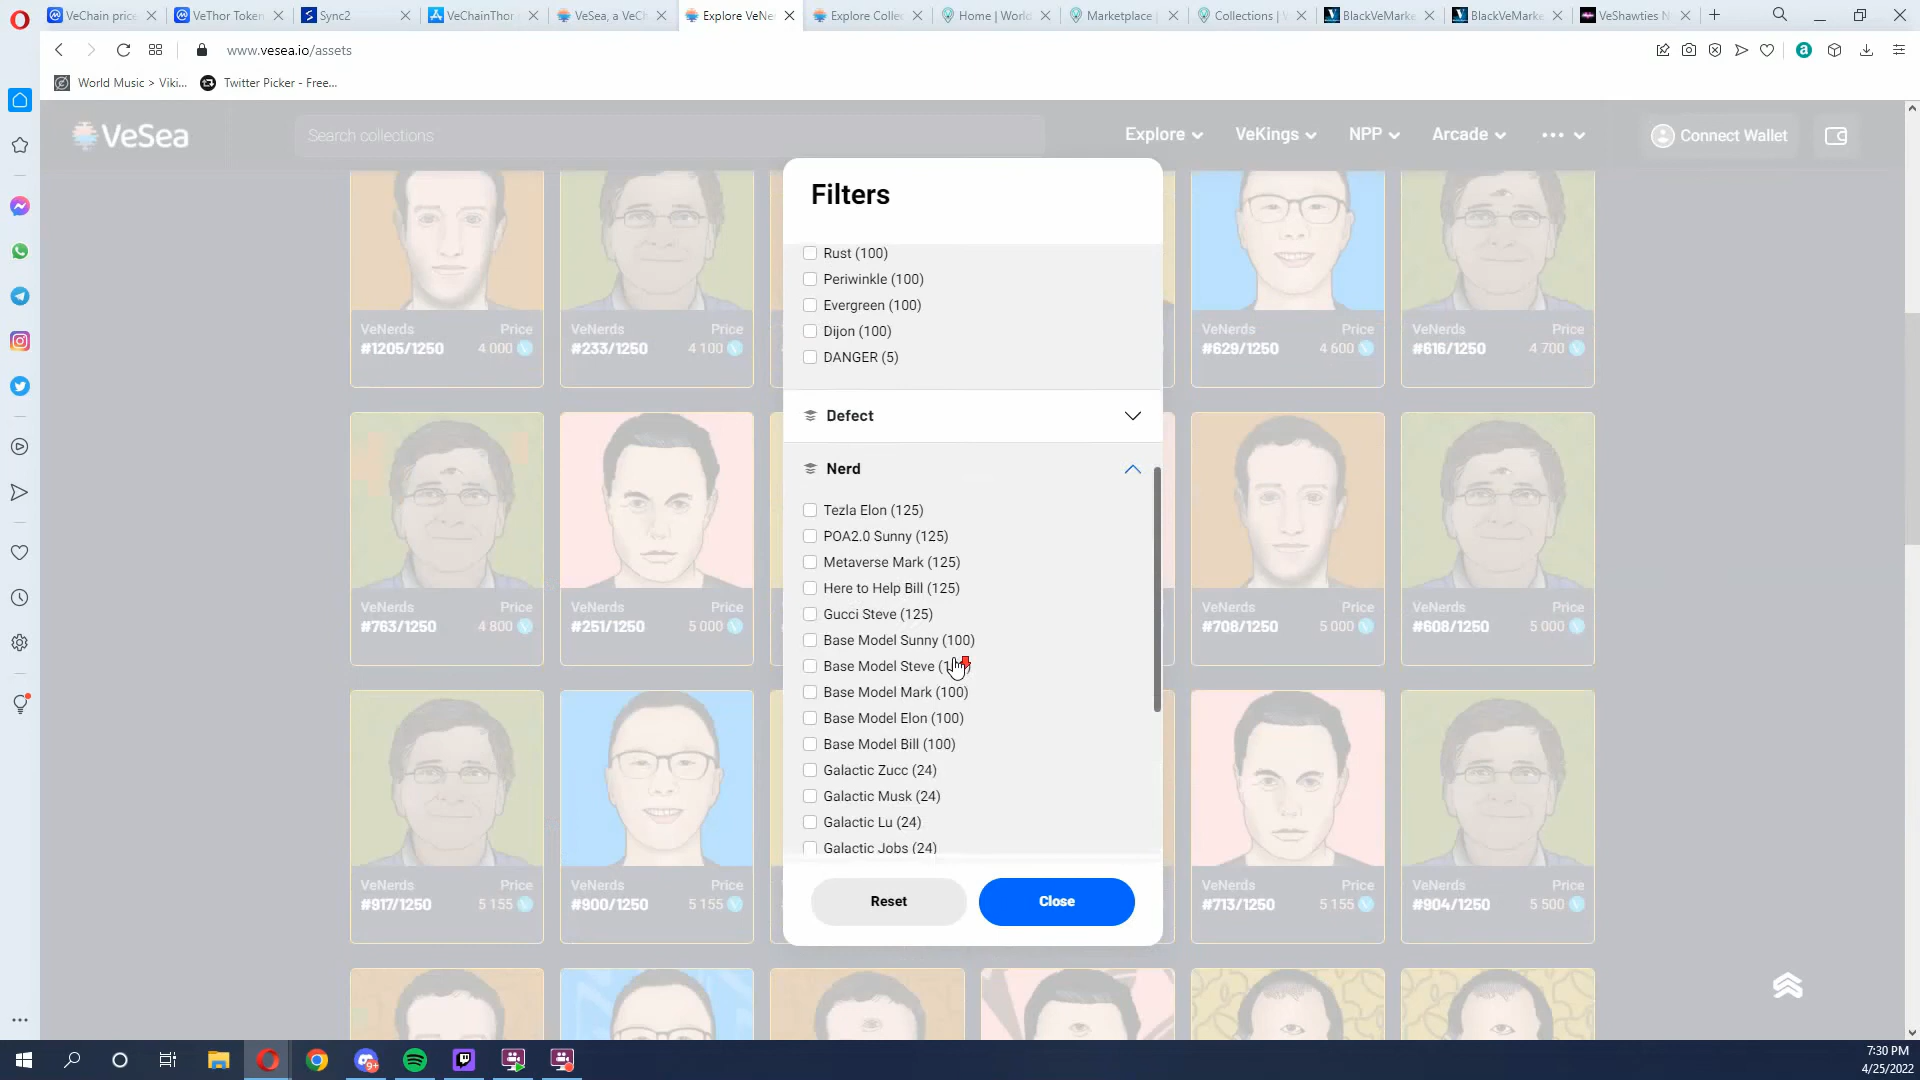 VeChain price
VeThor Token
Sync2
VeChainThor
VeSea, a VeCh
Explore VeNe
Explore Colle
Home | World
Marketplace |
Collections | W
BlackVeMarke
BlackVeMarke
VeShawties N
www.vesea.io/assets
World Music > Viki...
Twitter Picker - Free...
VeSea
Search collections
Explore
VeKings
NPP
Arcade
Connect Wallet
Filters
Rust (100)
Periwinkle (100)
Evergreen (100)
Dijon (100)
DANGER (5)
Defect
Nerd
Tezla Elon (125)
POA2.0 Sunny (125)
Metaverse Mark (125)
Here to Help Bill (125)
Gucci Steve (125)
Base Model Sunny (100)
Base Model Steve
Base Model Mark (100)
Base Model Elon (100)
Base Model Bill (100)
Galactic Zucc (24)
Galactic Musk (24)
Galactic Lu (24)
Galactic Jobs (24)
Reset
Close
VeNerds Price
#1205/1250 4 000
VeNerds Price
#233/1250 4 100
VeNerds Price
#629/1250 4 600
VeNerds Price
#616/1250 4 700
VeNerds Price
#763/1250 4 800
VeNerds Price
#251/1250 5 000
VeNerds Price
#708/1250 5 000
VeNerds Price
#608/1250 5 000
VeNerds Price
#917/1250 5 155
VeNerds Price
#900/1250 5 155
VeNerds Price
#713/1250 5 155
VeNerds Price
#904/1250 5 500
9+
7:30 PM
4/25/2022